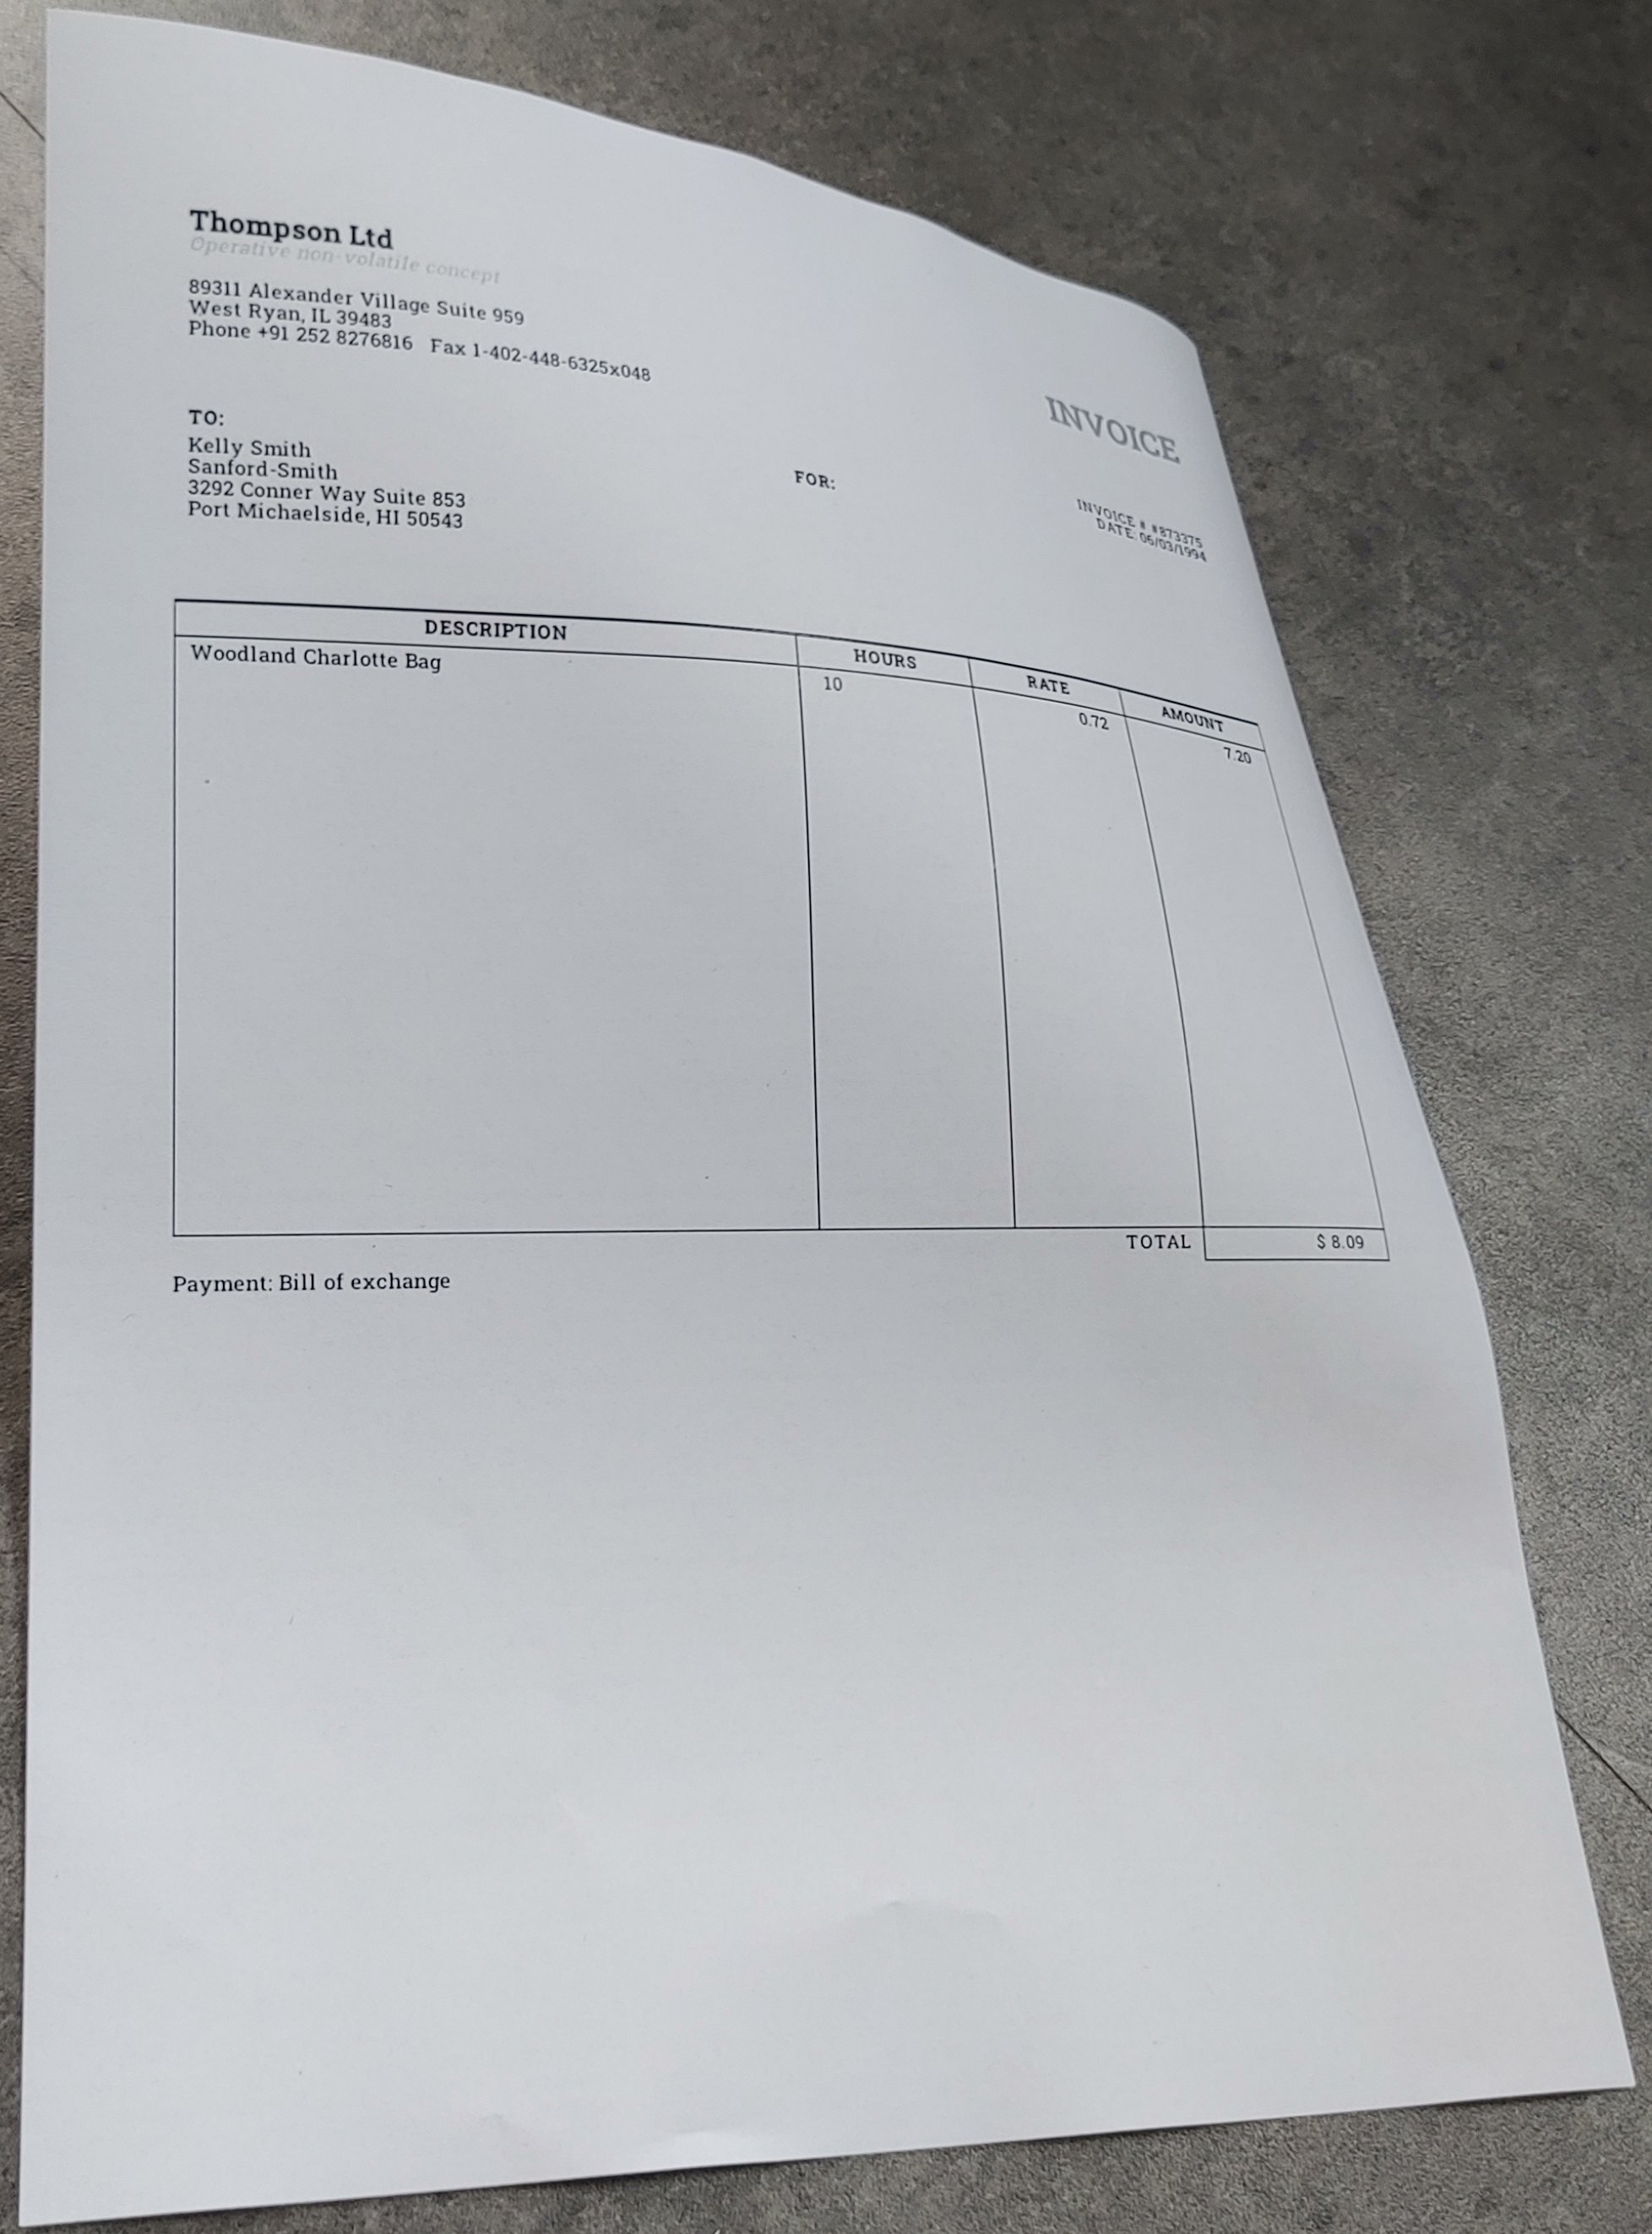 Thompson Ltd
Operative non-volatile concept
89311 Alexander Village Suite 959
West Ryan, IL 39483
Phone +91 252 8276816 Fax 1-402-448-6325x048
INVOICE
TO:
Kelly Smith
Sanford-Smith
3292 Conner Way Suite 853
Port Michaelside, HI 50543
FOR:
INVOICE # #873375
DATE: 06/03/1994
DESCRIPTION HOURS RATE AMOUNT
Woodland Charlotte Bag 10 0.72 7.20
TOTAL $ 8.09
Payment: Bill of exchange